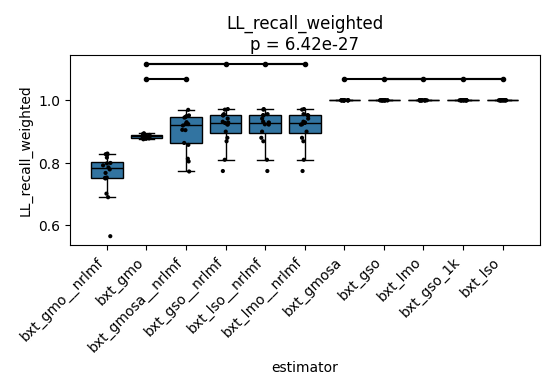 LL_recall_weighted
p = 6.42e-27
LL_recall_weighted
1.0
0.8
0.6
bxt_gmo__nrlmf
bxt_gmo
bxt_gmosa__nrlmf
bxt_gso__nrlmf
bxt_lso__nrlmf
bxt_lmo__nrlmf
bxt_gmosa
bxt_gso
bxt_lmo
bxt_gso_1k
bxt_lso
estimator